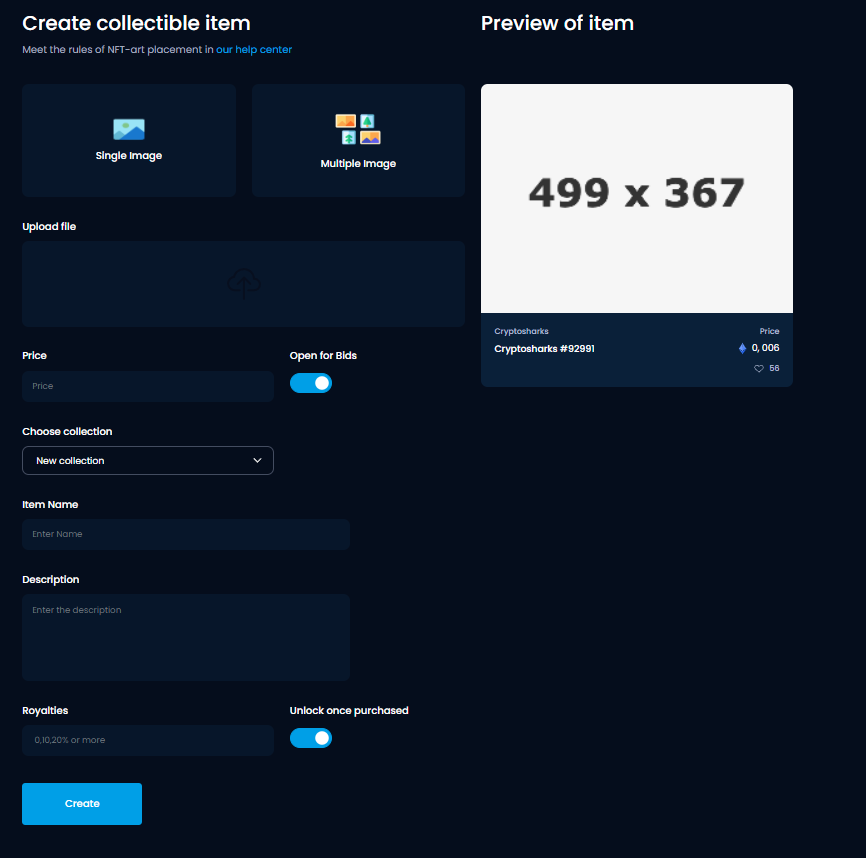 Create collectible item
Meet the rules of NFT-art placement in our help center
Single Image
Multiple Image
Upload file
Price
Open for Bids
Price
Choose collection
New collection
Item Name
Enter Name
Description
Enter the description
Royalties
Unlock once purchased
0,10,20% or more
Create
Preview of item
499 x 367
Cryptosharks
Price
Cryptosharks #92991
0, 006
56